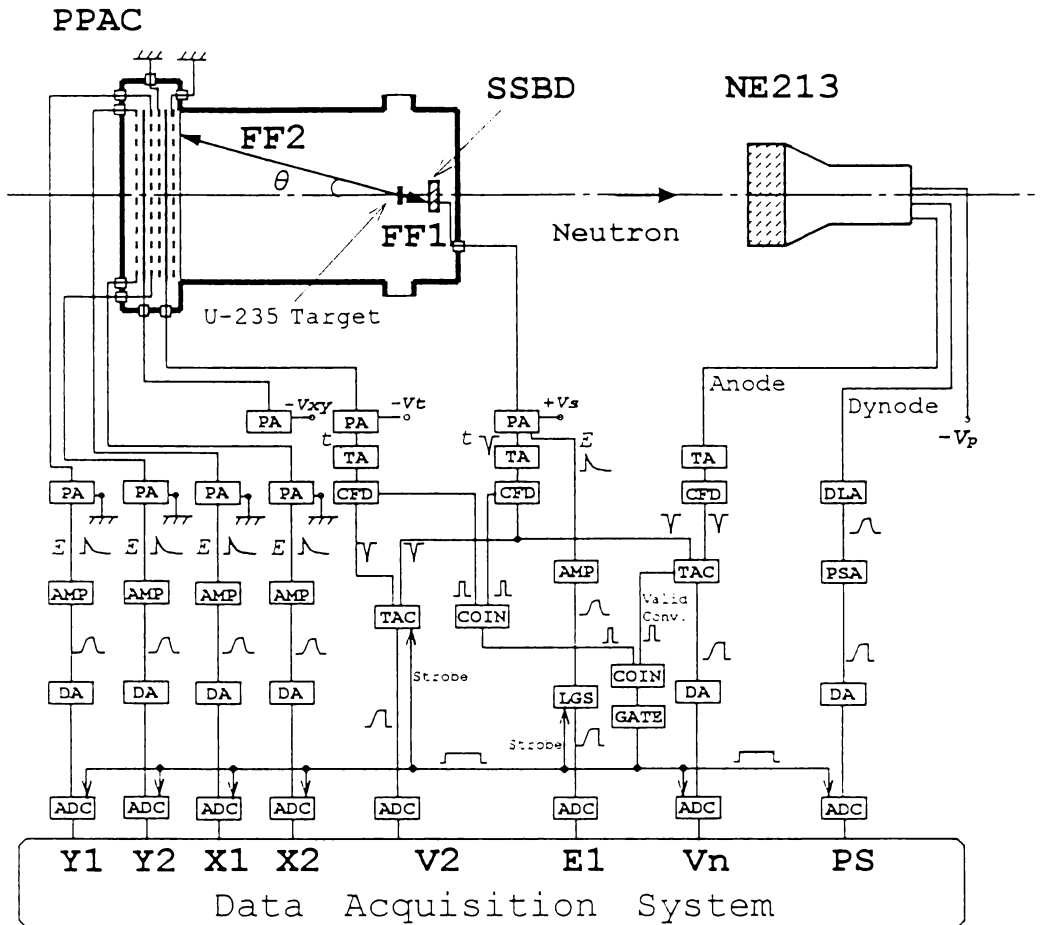 PPAC
SSBD
NE213
FF2
θ
FF1
Neutron
U-235 Target
Anode
Dynode
-Vxy
-Vt
+Vs
-Vp
PA
PA
PA
t
t
E
TA
TA
TA
PA
PA
PA
PA
CFD
CFD
CFD
DLA
E
E
E
E
AMP
TAC
PSA
AMP
AMP
AMP
AMP
Valid
Conv.
TAC
COIN
Strobe
COIN
DA
DA
DA
DA
LGS
DA
DA
GATE
Strobe
ADC
ADC
ADC
ADC
ADC
ADC
ADC
ADC
Y1
Y2
X1
X2
V2
E1
Vn
PS
Data Acquisition System